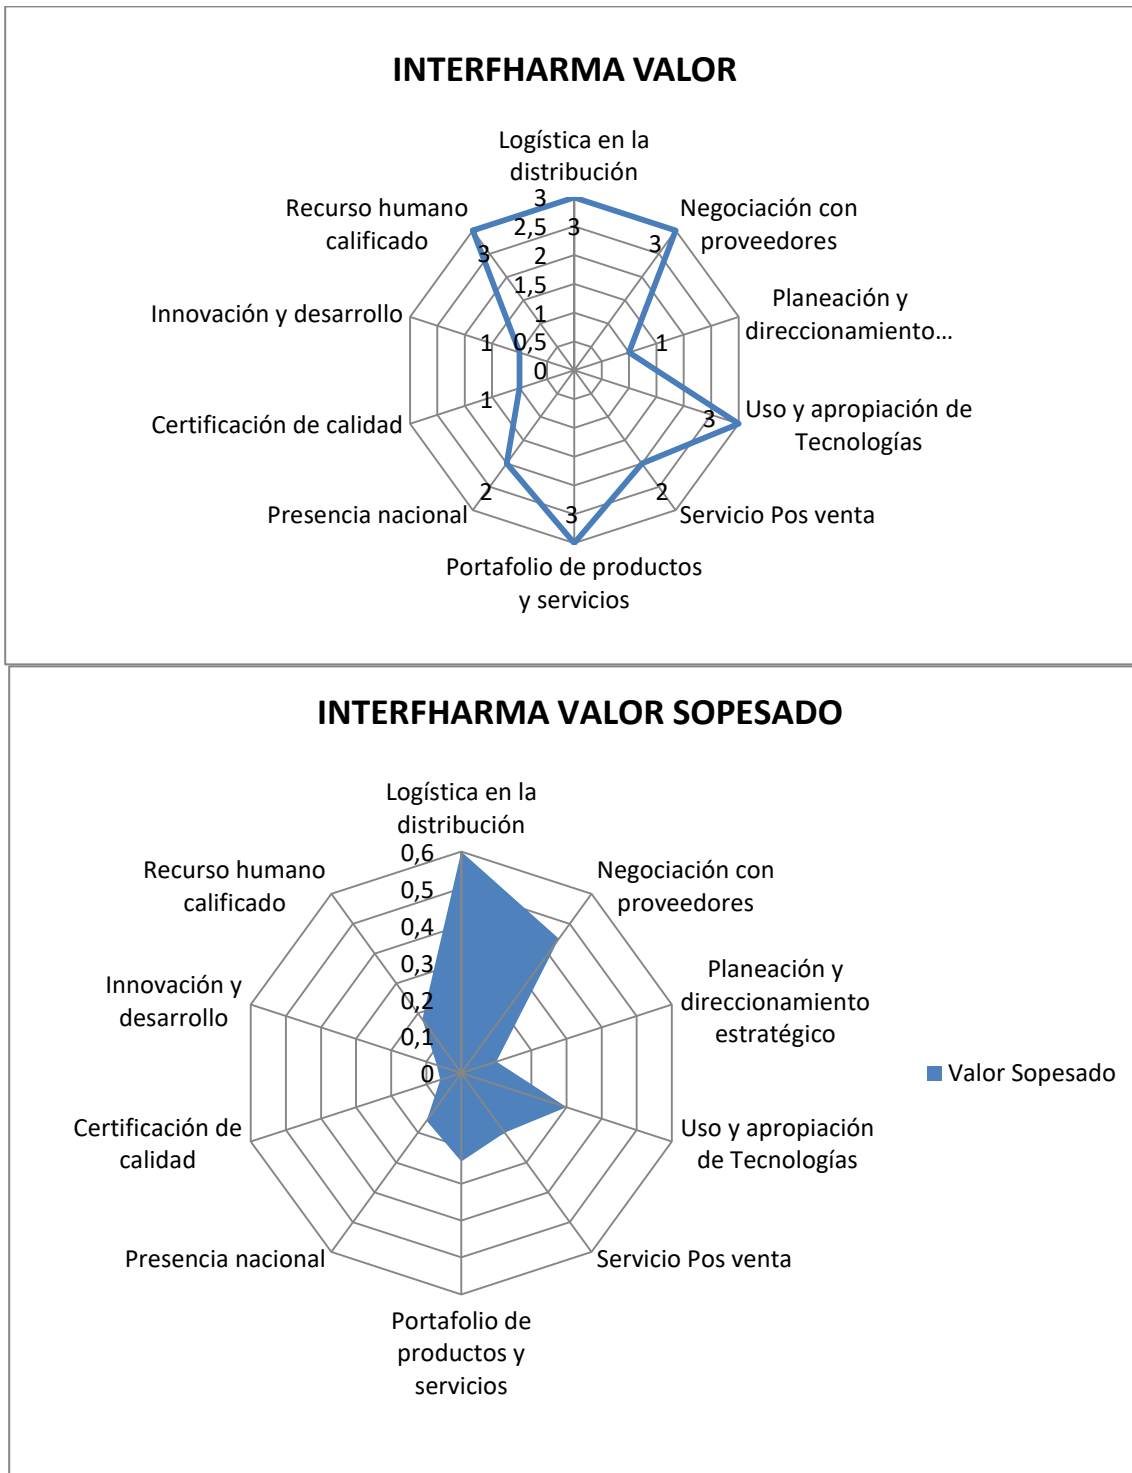 INTERFHARMA VALOR
Logística en la
distribución
Negociación con
proveedores
Planeación y
direccionamiento...
Uso y apropiación de
Tecnologías
Servicio Pos venta
Portafolio de productos
y servicios
Presencia nacional
Certificación de calidad
Innovación y desarrollo
Recurso humano
calificado
3
2,5
2
1,5
1
0,5
0
3
3
1
3
2
3
2
1
1
3
INTERFHARMA VALOR SOPESADO
Logística en la
distribución
Negociación con
proveedores
Planeación y
direccionamiento
estratégico
Uso y apropiación
de Tecnologías
Servicio Pos venta
Portafolio de
productos y
servicios
Presencia nacional
Certificación de
calidad
Innovación y
desarrollo
Recurso humano
calificado
0,6
0,5
0,4
0,3
0,2
0,1
0
Valor Sopesado